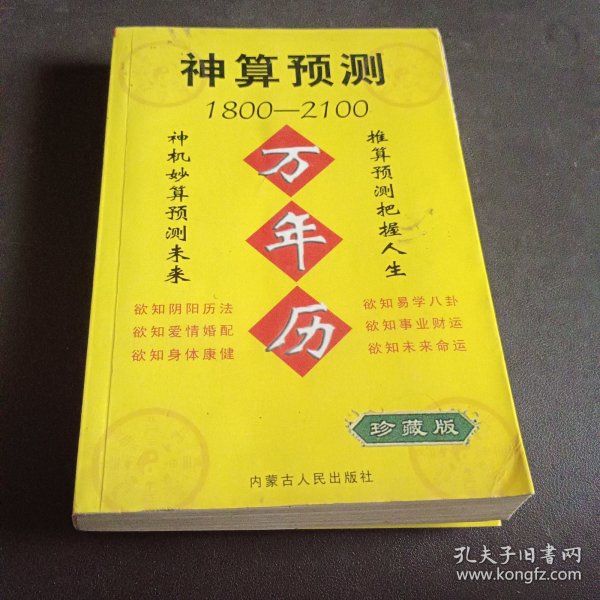 神算预测
1800—2100
万年历
神机妙算预测未来
推算预测把握人生
欲知阴阳历法
欲知爱情婚配
欲知身体康健
欲知易学八卦
欲知事业财运
欲知未来命运
珍藏版
内蒙古人民出版社
孔夫子旧书网
www.kongfz.com